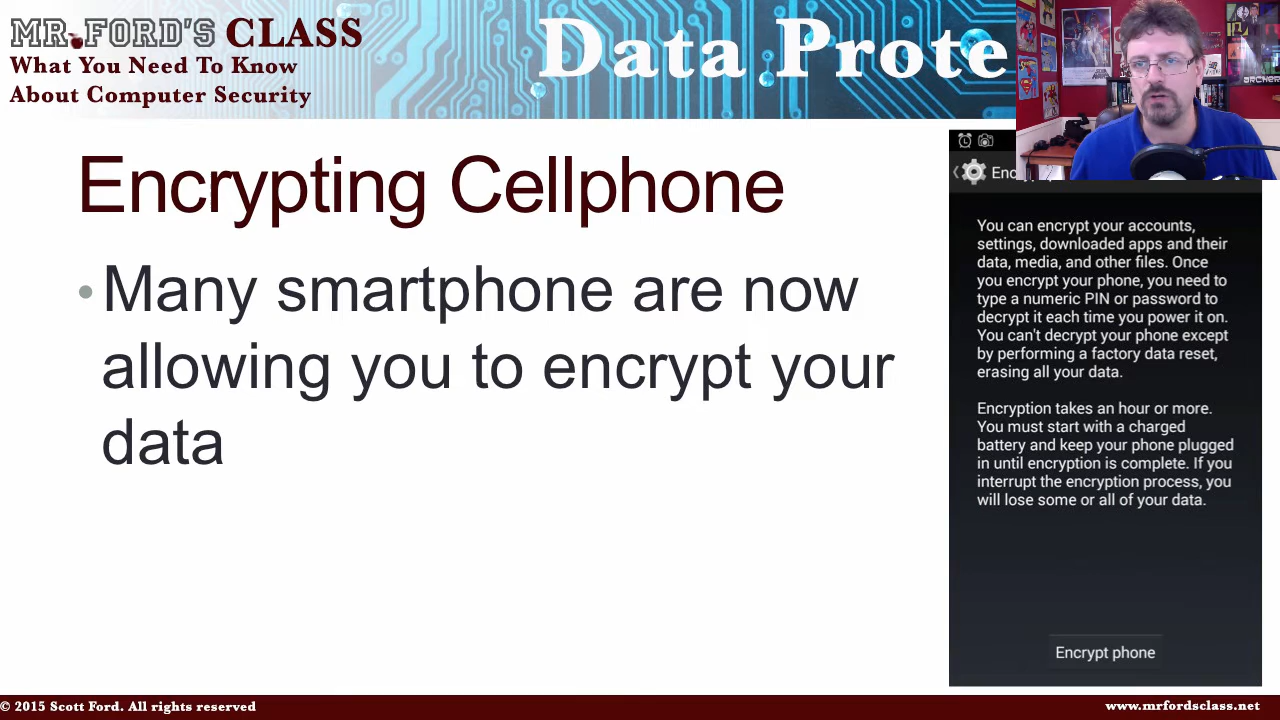 MR. FORD'S CLASS
What You Need To Know
About Computer Security
Data Prote
Encrypting Cellphone
• Many smartphone are now
allowing you to encrypt your
data
Enc
You can encrypt your accounts,
settings, downloaded apps and their
data, media, and other files. Once
you encrypt your phone, you need to
type a numeric PIN or password to
decrypt it each time you power it on.
You can't decrypt your phone except
by performing a factory data reset,
erasing all your data.
Encryption takes an hour or more.
You must start with a charged
battery and keep your phone plugged
in until encryption is complete. If you
interrupt the encryption process, you
will lose some or all of your data.
Encrypt phone
ARCHER
© 2015 Scott Ford. All rights reserved
www.mrfordsclass.net